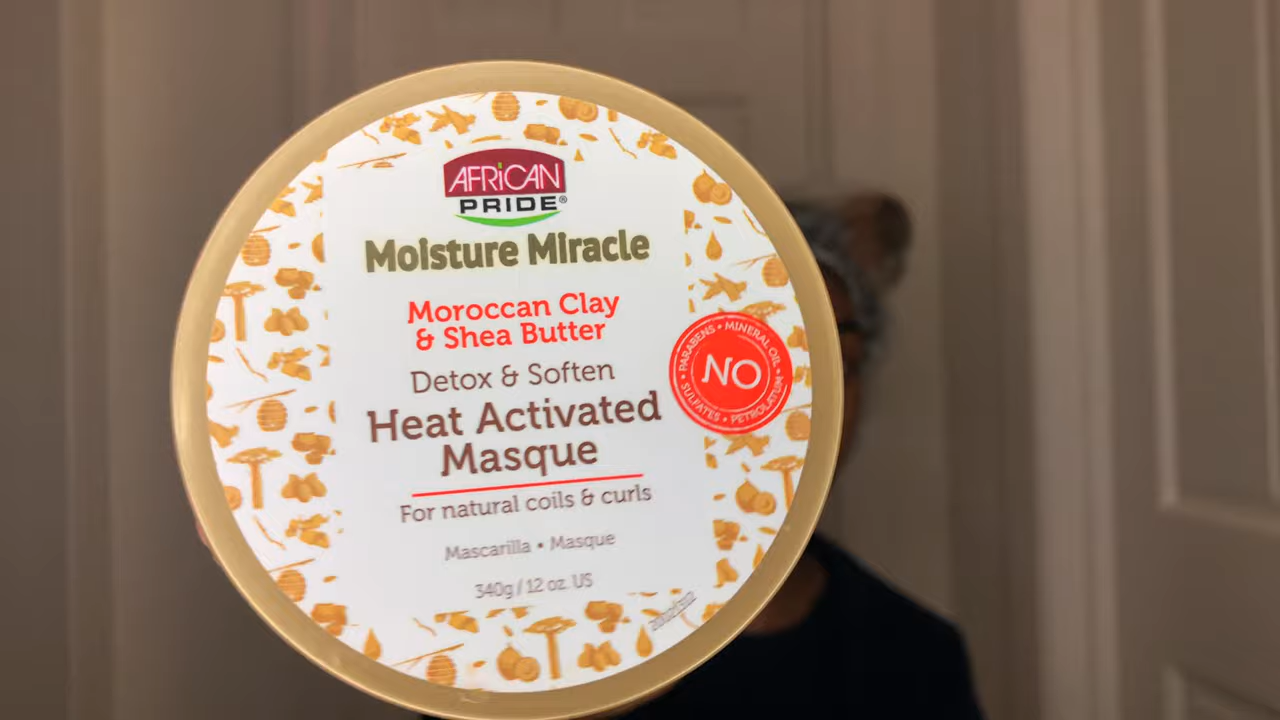 AFRiCAN
PRIDE®
Moisture Miracle
Moroccan Clay
& Shea Butter
Detox & Soften
Heat Activated
Masque
For natural coils & curls
Mascarilla • Masque
340g / 12 oz. US
PARABENS • MINERAL OIL • PETROLATUM • SULFATES •
NO